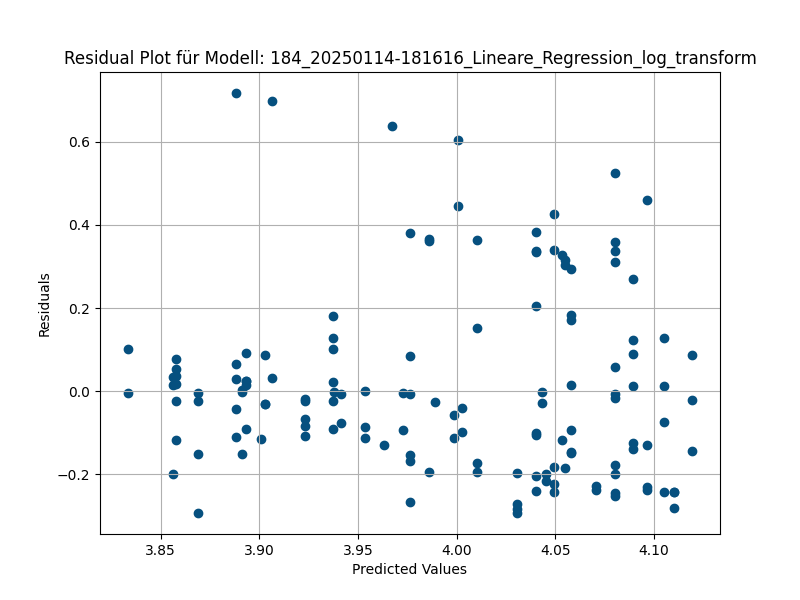 Residual Plot für Modell: 184_20250114-181616_Lineare_Regression_log_transform
0.6
0.4
0.2
0.0
−0.2
Residuals
3.85 3.90 3.95 4.00 4.05 4.10
Predicted Values